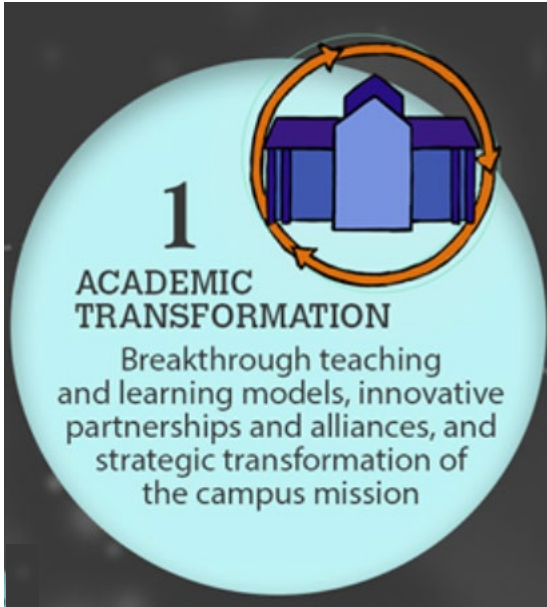 1
ACADEMIC
TRANSFORMATION
Breakthrough teaching
and learning models, innovative
partnerships and alliances, and
strategic transformation of
the campus mission